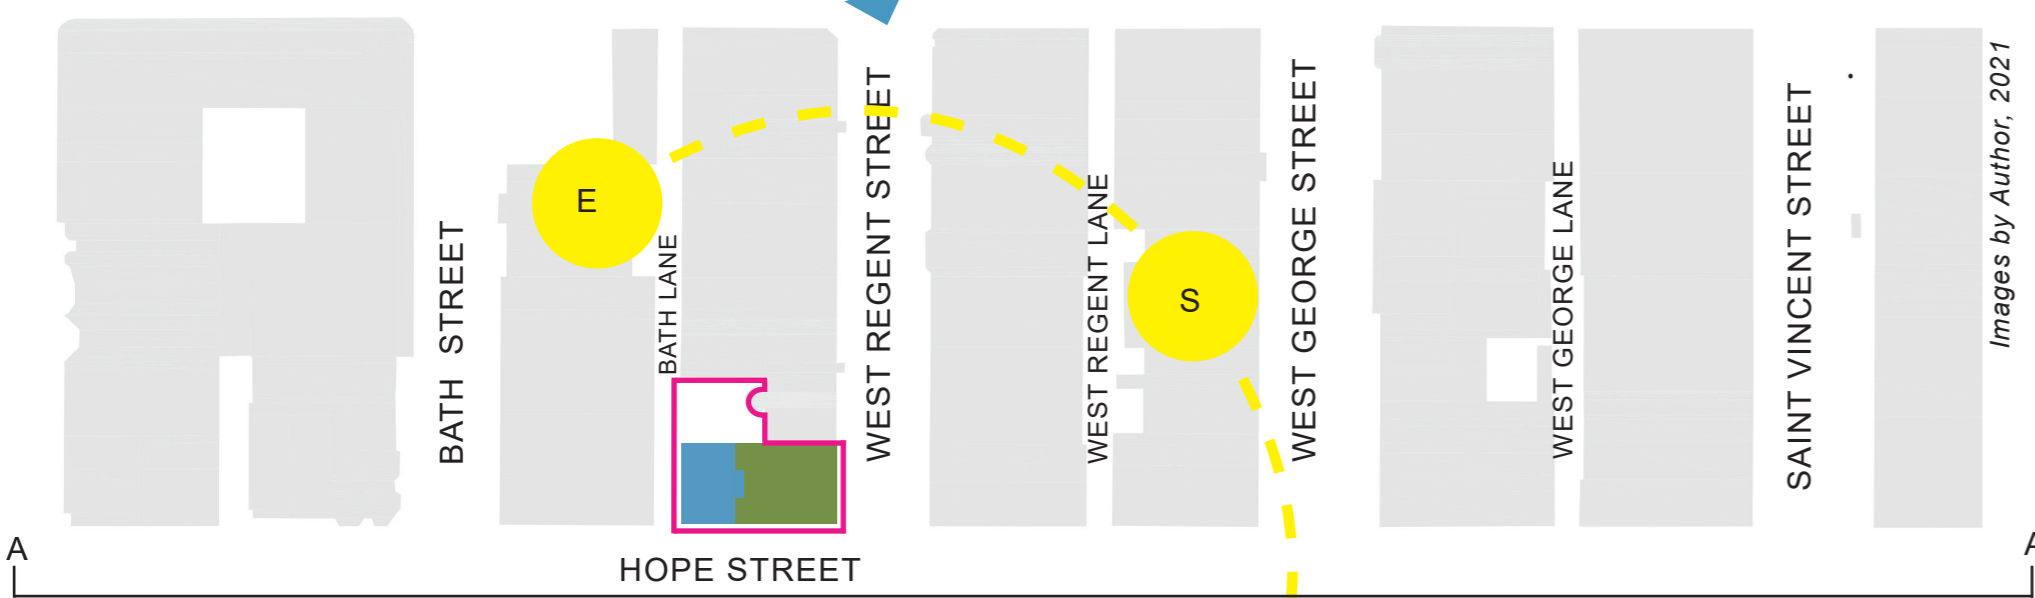 E
S
BATH STREET
BATH LANE
WEST REGENT STREET
WEST REGENT LANE
WEST GEORGE STREET
WEST GEORGE LANE
SAINT VINCENT STREET
Images by Author, 2021
HOPE STREET
A
A